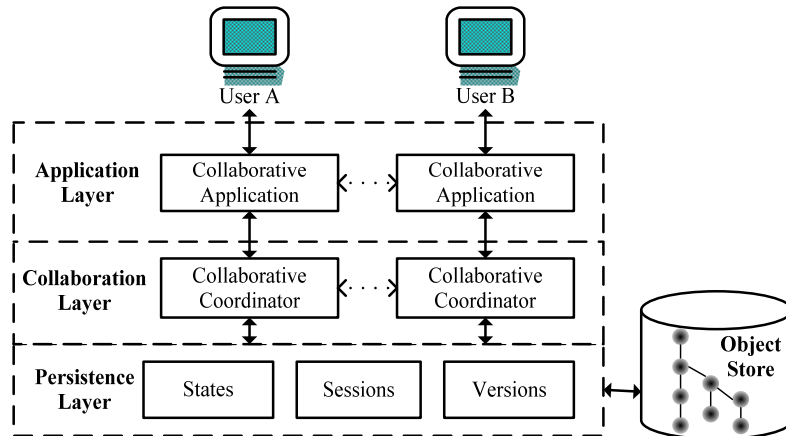 User A
User B
Application
Layer
Collaborative
Application
Collaborative
Application
Collaboration
Layer
Collaborative
Coordinator
Collaborative
Coordinator
Persistence
Layer
States
Sessions
Versions
Object
Store